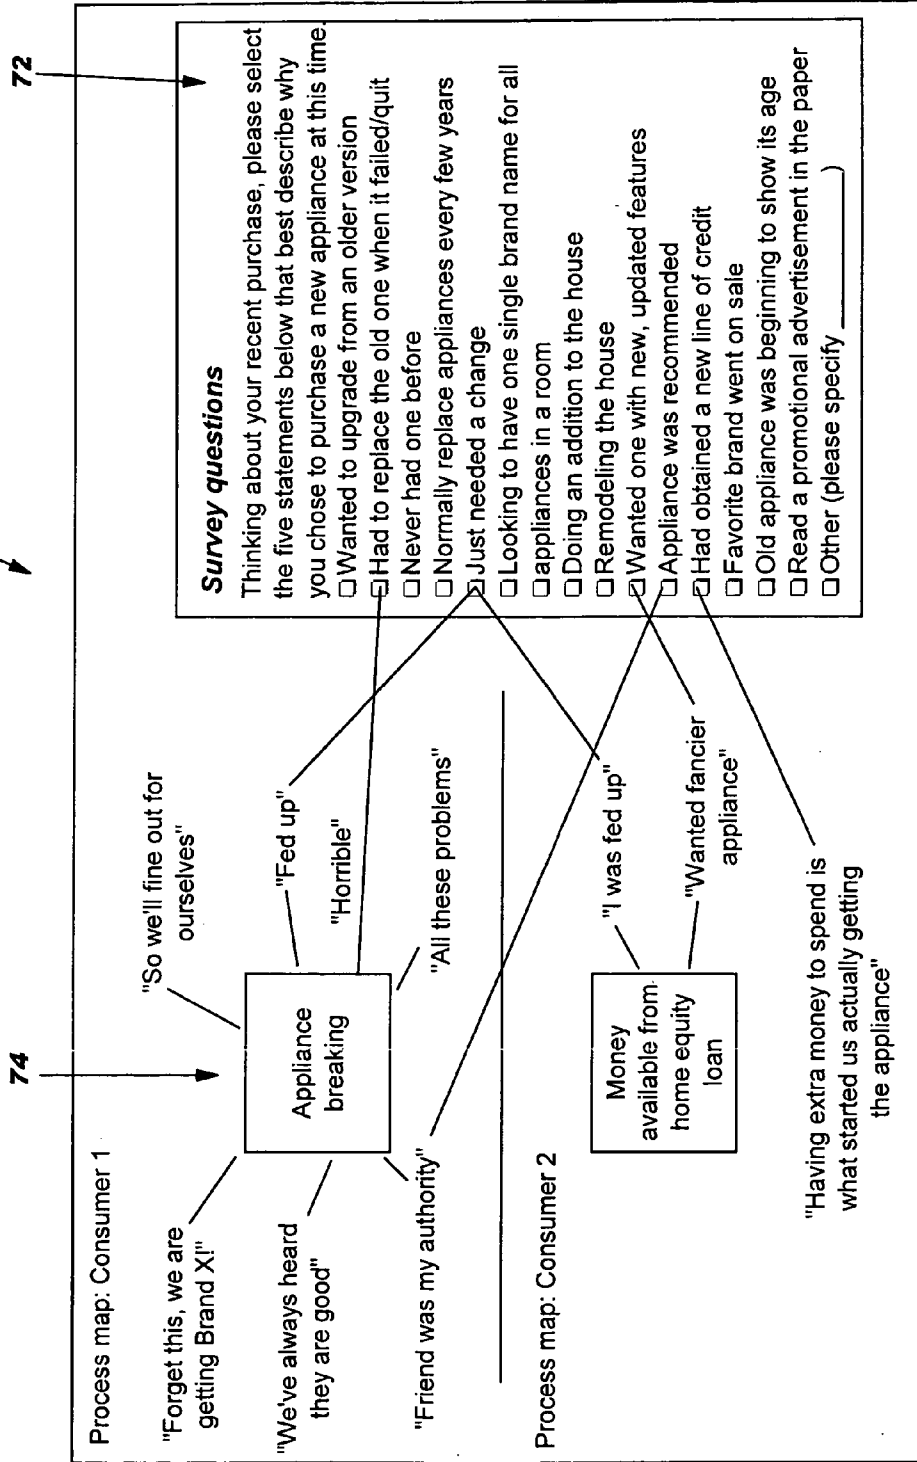 74
72
Process map: Consumer 1
"Forget this, we are
getting Brand X!"
"We've always heard
they are good"
"Friend was my authority"
Appliance
breaking
"So we'll fine out for
ourselves"
"Fed up"
"Horrible"
"All these problems"
Process map: Consumer 2
Money
available from
home equity
loan
"I was fed up"
"Wanted fancier
appliance"
"Having extra money to spend is
what started us actually getting
the appliance"
Survey questions
Thinking about your recent purchase, please select
the five statements below that best describe why
you chose to purchase a new appliance at this time.
❑ Wanted to upgrade from an older version
❑ Had to replace the old one when it failed/quit
❑ Never had one before
❑ Normally replace appliances every few years
❑ Just needed a change
❑ Looking to have one single brand name for all
❑ appliances in a room
❑ Doing an addition to the house
❑ Remodeling the house
❑ Wanted one with new, updated features
❑ Appliance was recommended
❑ Had obtained a new line of credit
❑ Favorite brand went on sale
❑ Old appliance was beginning to show its age
❑ Read a promotional advertisement in the paper
❑ Other (please specify ________ )